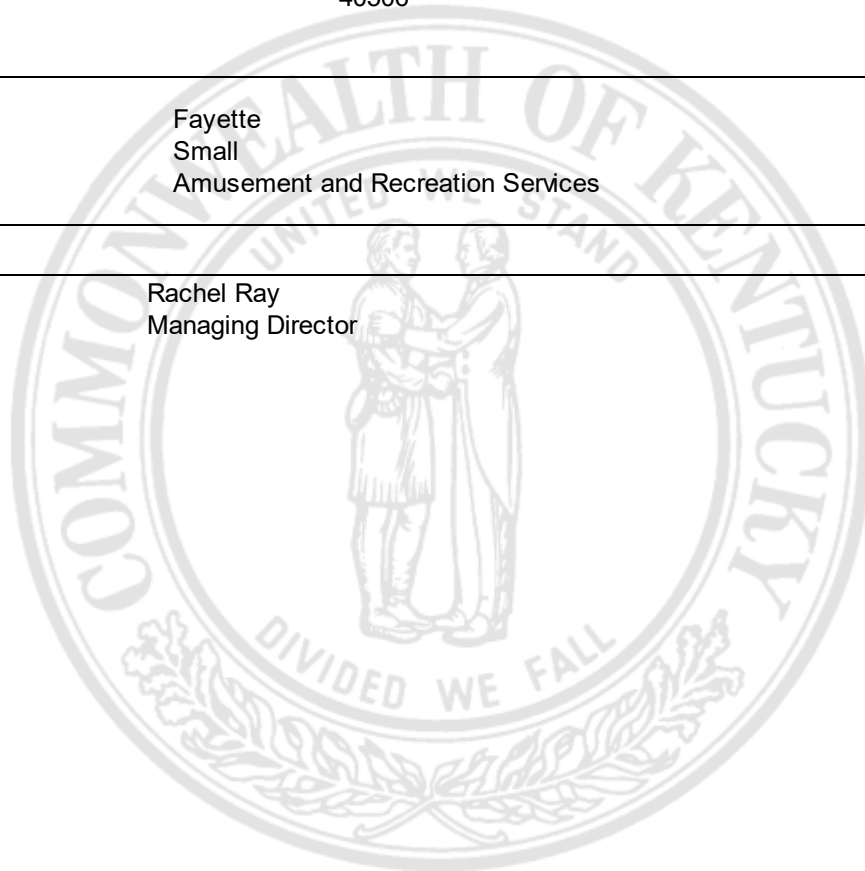 COMMONWEALTH OF KENTUCKY
Fayette
Small
Amusement and Recreation Services
UNITED WE STAND
Rachel Ray
Managing Director
DIVIDED WE FALL